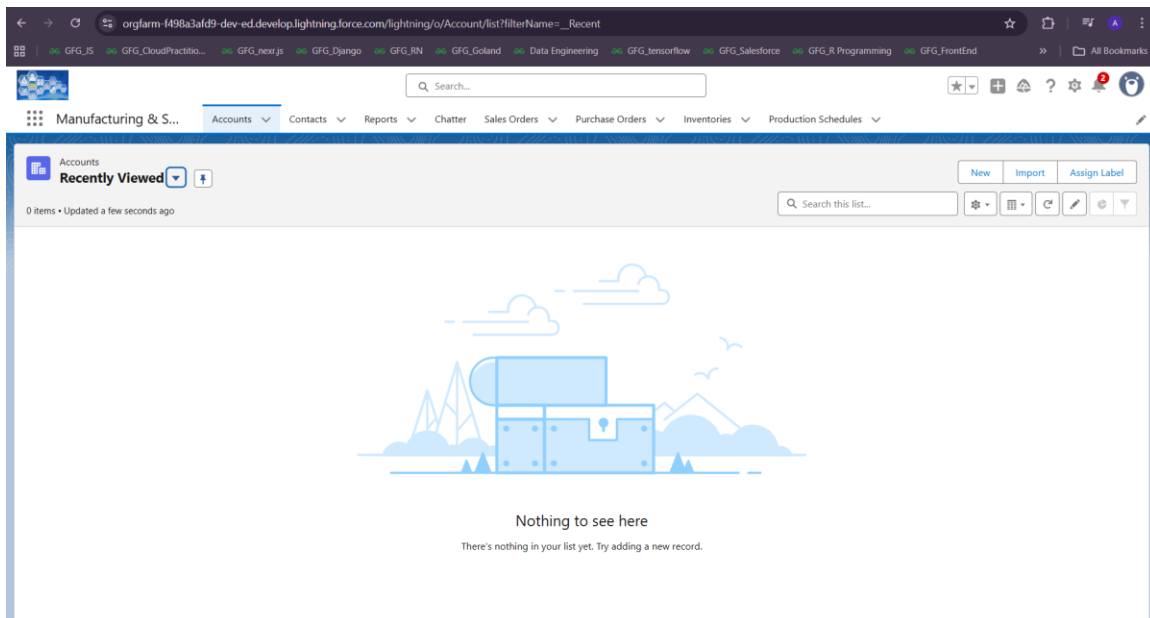 orgfarm-f498a3afd9-dev-ed.develop.lightning.force.com/lightning/o/Account/list?filterName=__Recent
A
GFG_JS GFG_CloudPractitio... GFG_nexr.js GFG_Django GFG_RN GFG_Goland Data Engineering GFG_tensorflow GFG_Salesforce GFG_R Programming GFG_FrontEnd » All Bookmarks
Search...
2
Manufacturing & S... Accounts Contacts Reports Chatter Sales Orders Purchase Orders Inventories Production Schedules
Accounts
Recently Viewed
New Import Assign Label
0 items • Updated a few seconds ago
Search this list...
Nothing to see here
There's nothing in your list yet. Try adding a new record.